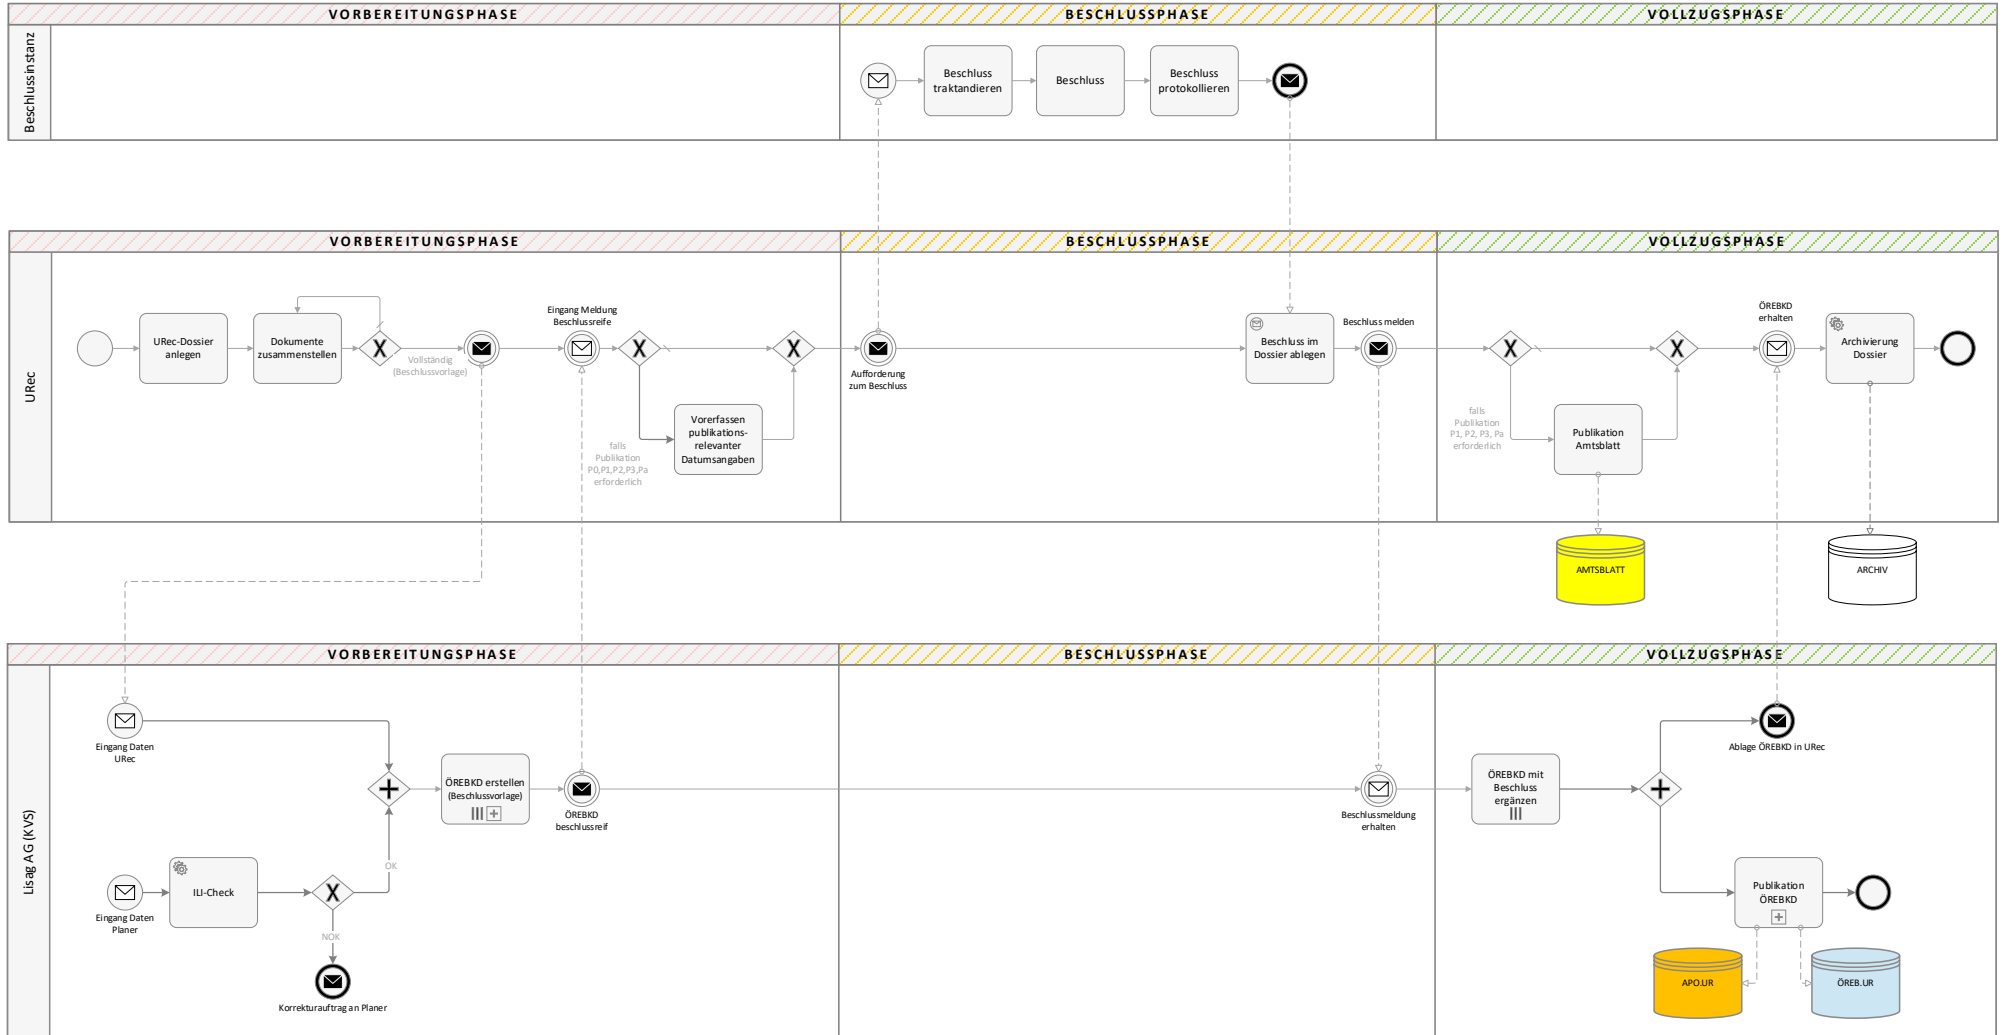 VORBEREITUNGSPHASE
BESCHLUSSPHASE
VOLLZUGSPHASE
Beschlussinstanz
Beschluss
traktandieren
Beschluss
Beschluss
protokollieren
VORBEREITUNGSPHASE
BESCHLUSSPHASE
VOLLZUGSPHASE
URec
URec-Dossier
anlegen
Dokumente
zusammenstellen
X
Vollständig
(Beschlussvorlage)
Eingang Meldung
Beschlussreife
X
falls
Publikation
P0,P1,P2,P3,Pa
erforderlich
Vorerfassen
publikations-
relevanter
Datumsangaben
X
Aufforderung
zum Beschluss
Beschluss im
Dossier ablegen
Beschluss melden
X
falls
Publikation
P1, P2, P3, Pa
erforderlich
Publikation
Amtsblatt
X
ÖREBKD
erhalten
Archivierung
Dossier
AMTSBLATT
ARCHIV
VORBEREITUNGSPHASE
BESCHLUSSPHASE
VOLLZUGSPHASE
Lisag AG (KVS)
Eingang Daten
URec
Eingang Daten
Planer
ILI-Check
X
OK
NOK
Korrekturauftrag an Planer
ÖREBKD erstellen
(Beschlussvorlage)
ÖREBKD
beschlussreif
Beschlussmeldung
erhalten
ÖREBKD mit
Beschluss
ergänzen
Ablage ÖREBKD in URec
Publikation
ÖREBKD
APO.UR
ÖREB.UR